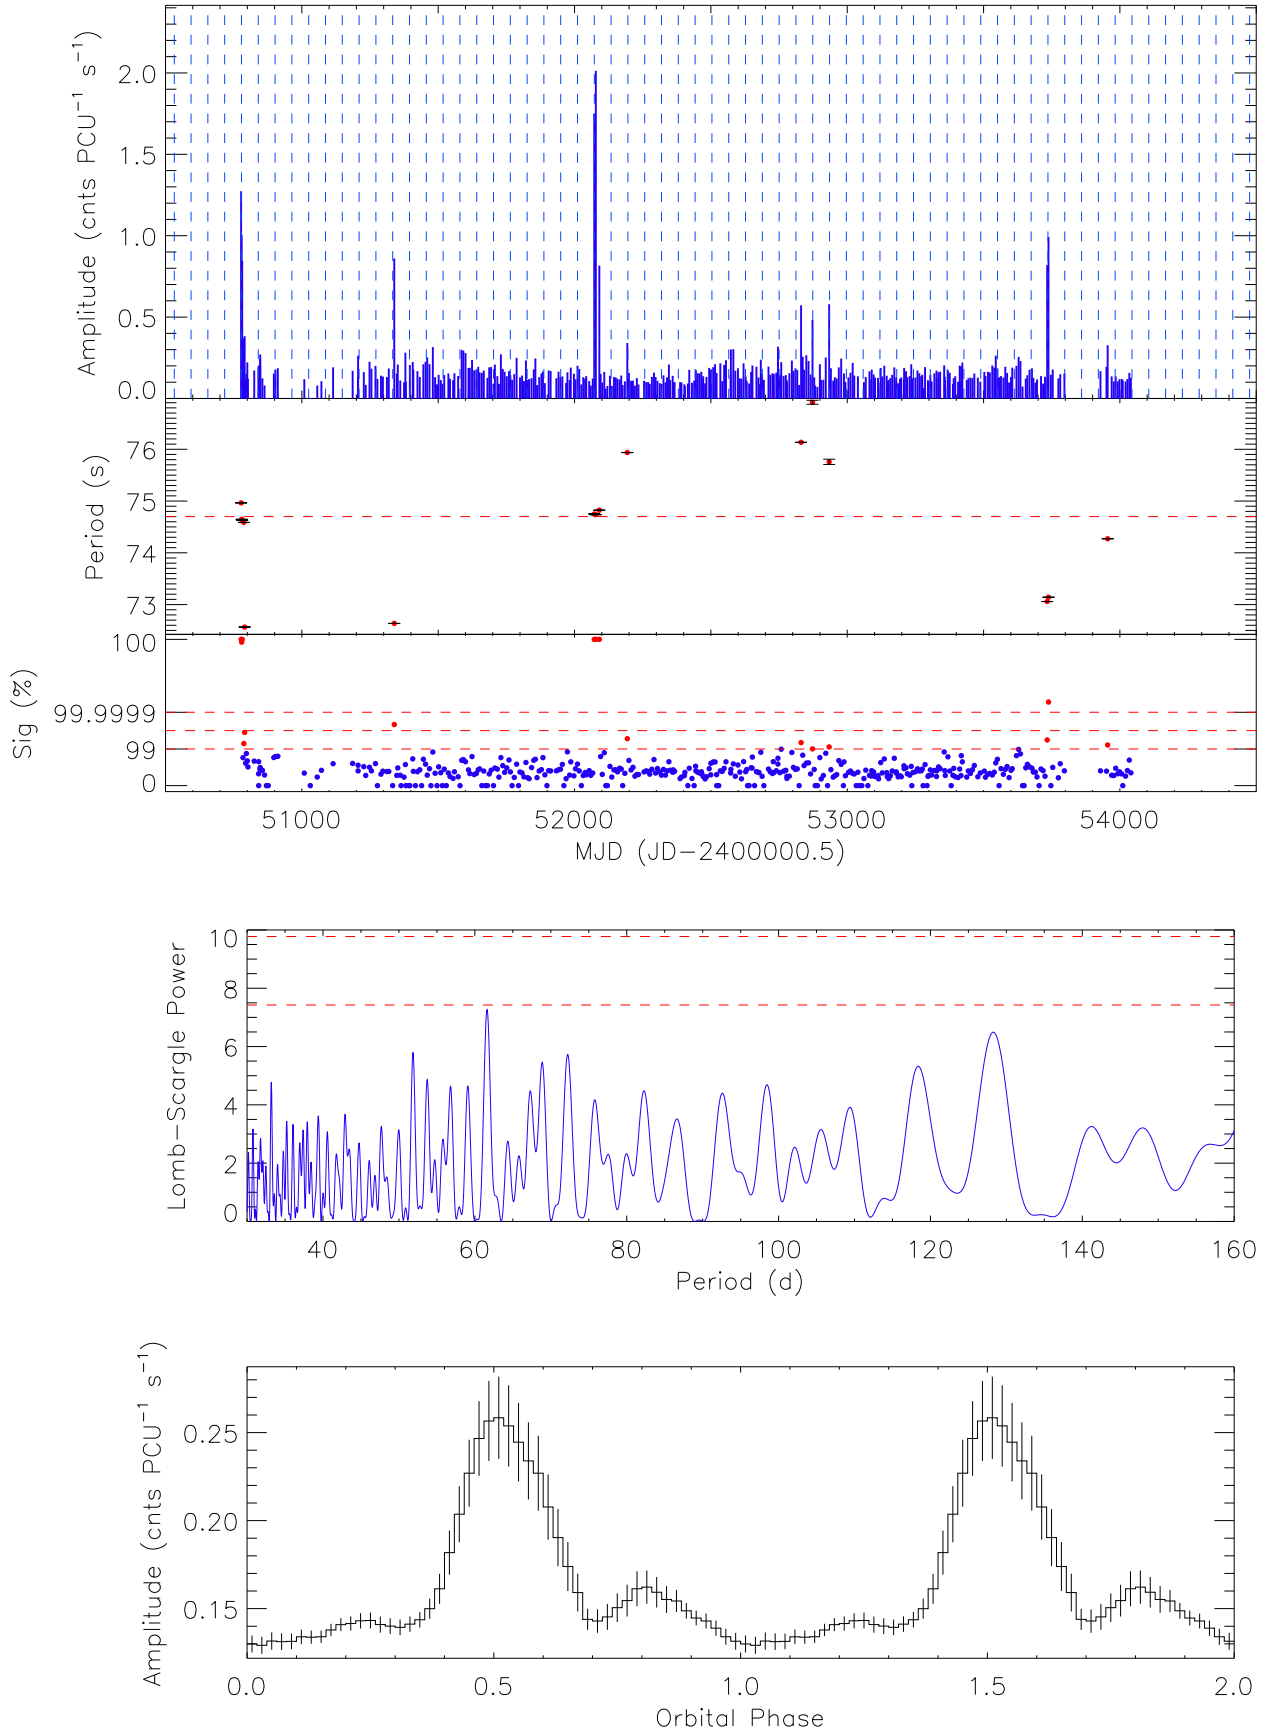 Amplitude (cnts PCU⁻¹ s⁻¹)
2.0
1.5
1.0
0.5
0.0
Period (s)
76
75
74
73
Sig (%)
100
99.9999
99
0
51000 52000 53000 54000
MJD (JD−2400000.5)
Lomb−Scargle Power
10
8
6
4
2
0
40 60 80 100 120 140 160
Period (d)
Amplitude (cnts PCU⁻¹ s⁻¹)
0.25
0.20
0.15
0.0 0.5 1.0 1.5 2.0
Orbital Phase